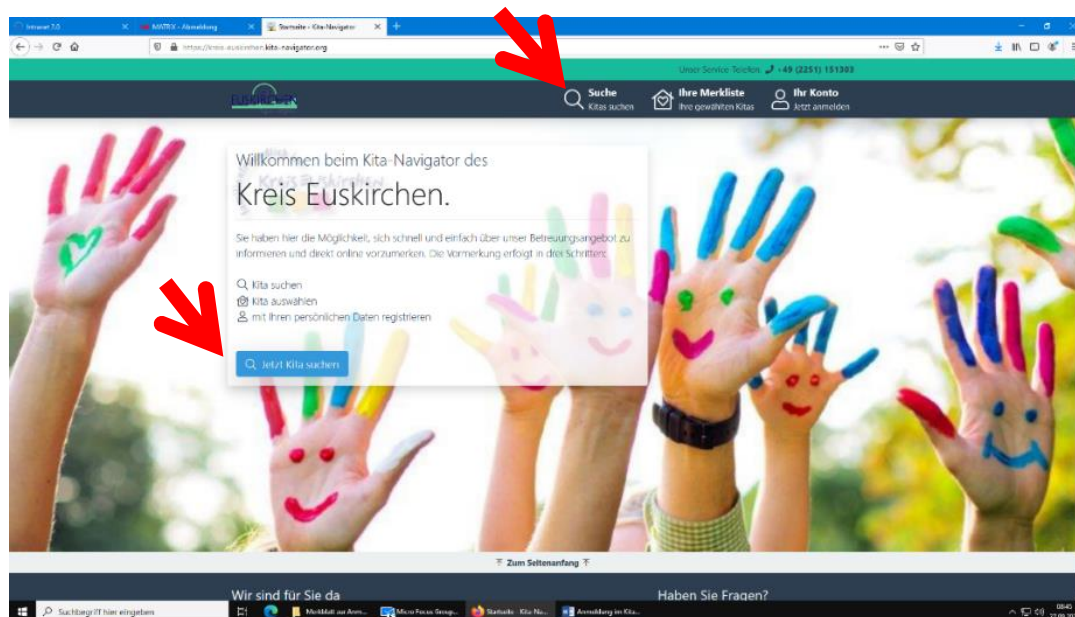 Intranet 2.0
MATRIX - Abmeldung
Startseite - Kita-Navigator
https://kreis-euskirchen.kita-navigator.org
Unser Service-Telefon: +49 (2251) 151303
EUSKIRCHEN
Suche
Kitas suchen
Ihre Merkliste
Ihre gewählten Kitas
Ihr Konto
Jetzt anmelden
Willkommen beim Kita-Navigator des
Kreis Euskirchen.
Sie haben hier die Möglichkeit, sich schnell und einfach über unser Betreuungsangebot zu
informieren und direkt online vorzumerken. Die Vormerkung erfolgt in drei Schritten:
Kita suchen
Kita auswählen
mit Ihren persönlichen Daten registrieren
Jetzt Kita suchen
Zum Seitenanfang
Wir sind für Sie da
Haben Sie Fragen?
Suchbegriff hier eingeben
Merkblatt zur Anm...
Micro Focus Group...
Startseite - Kita-Na...
Anmeldung im Kita...
08:45